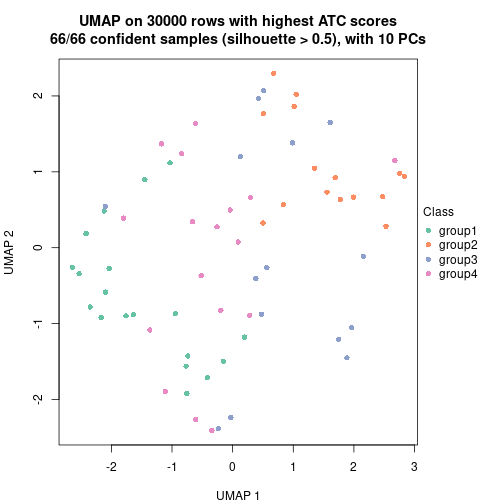 UMAP on 30000 rows with highest ATC scores
66/66 confident samples (silhouette > 0.5), with 10 PCs
UMAP 2
2
1
0
-1
-2
Class
group1
group2
group3
group4
-2 -1 0 1 2 3
UMAP 1